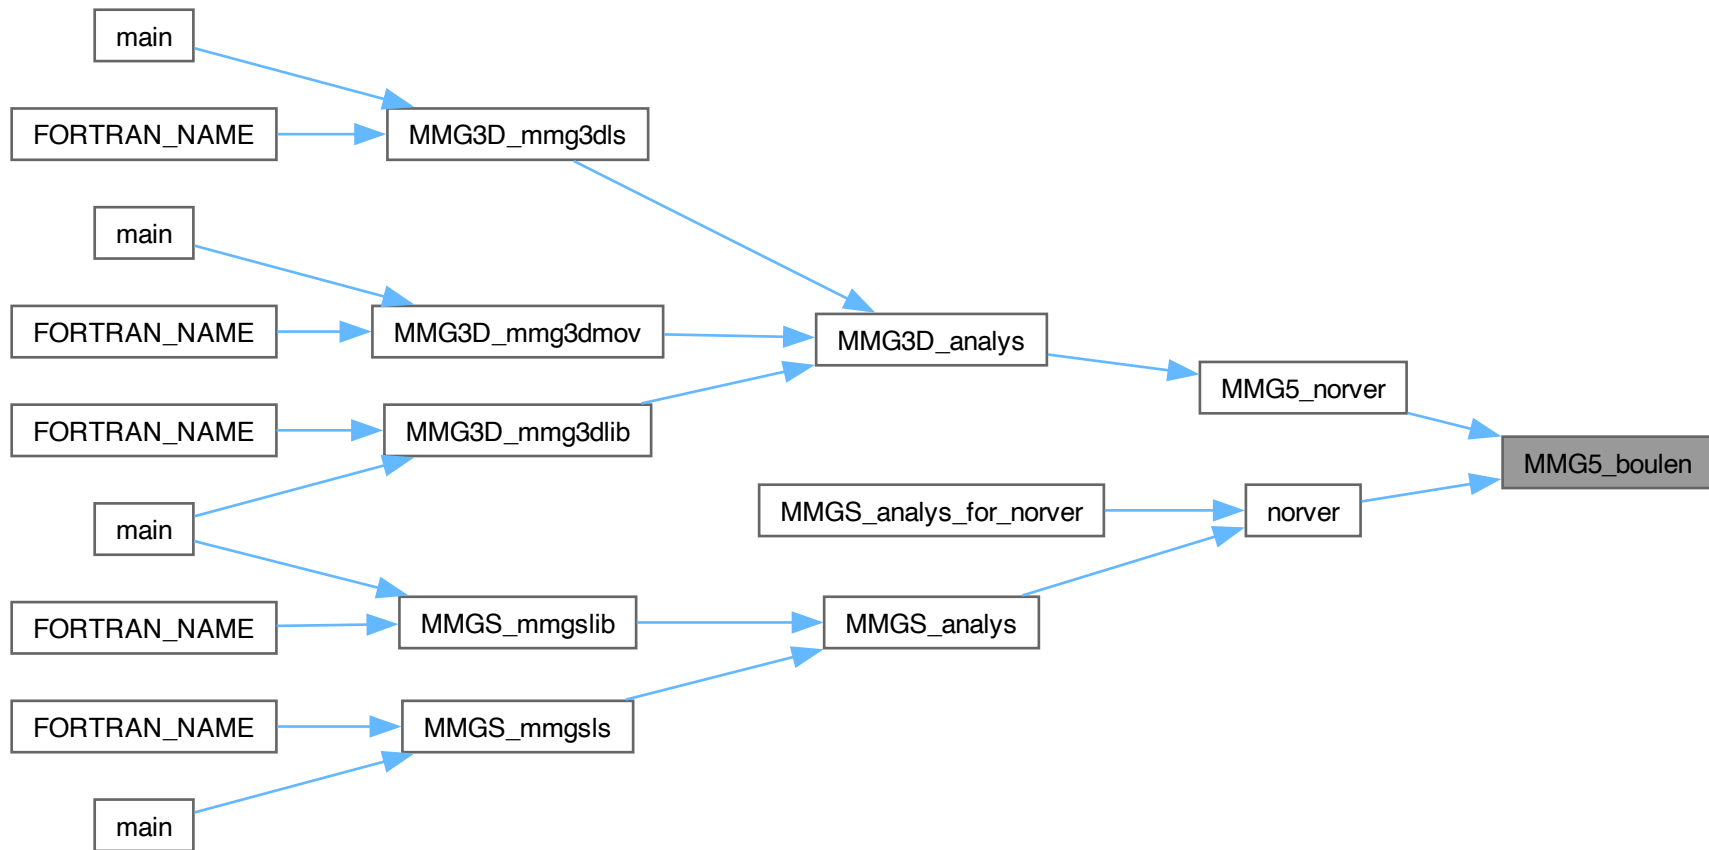 main
FORTRAN_NAME
MMG3D_mmg3dls
main
FORTRAN_NAME
MMG3D_mmg3dmov
MMG3D_analys
MMG5_norver
FORTRAN_NAME
MMG3D_mmg3dlib
MMG5_boulen
main
MMGS_analys_for_norver
norver
FORTRAN_NAME
MMGS_mmgslib
MMGS_analys
FORTRAN_NAME
MMGS_mmgsls
main